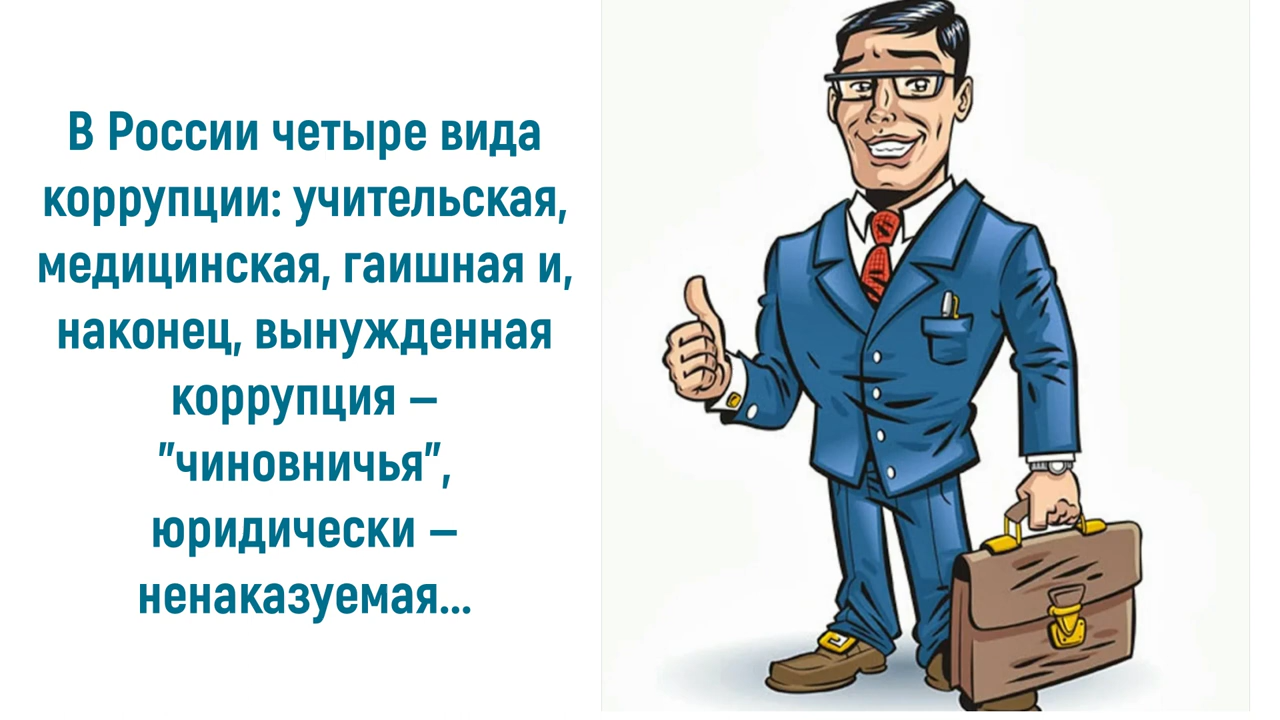 В России четыре вида
коррупции: учительская,
медицинская, гаишная и,
наконец, вынужденная
коррупция –
"чиновничья",
юридически –
ненаказуемая...